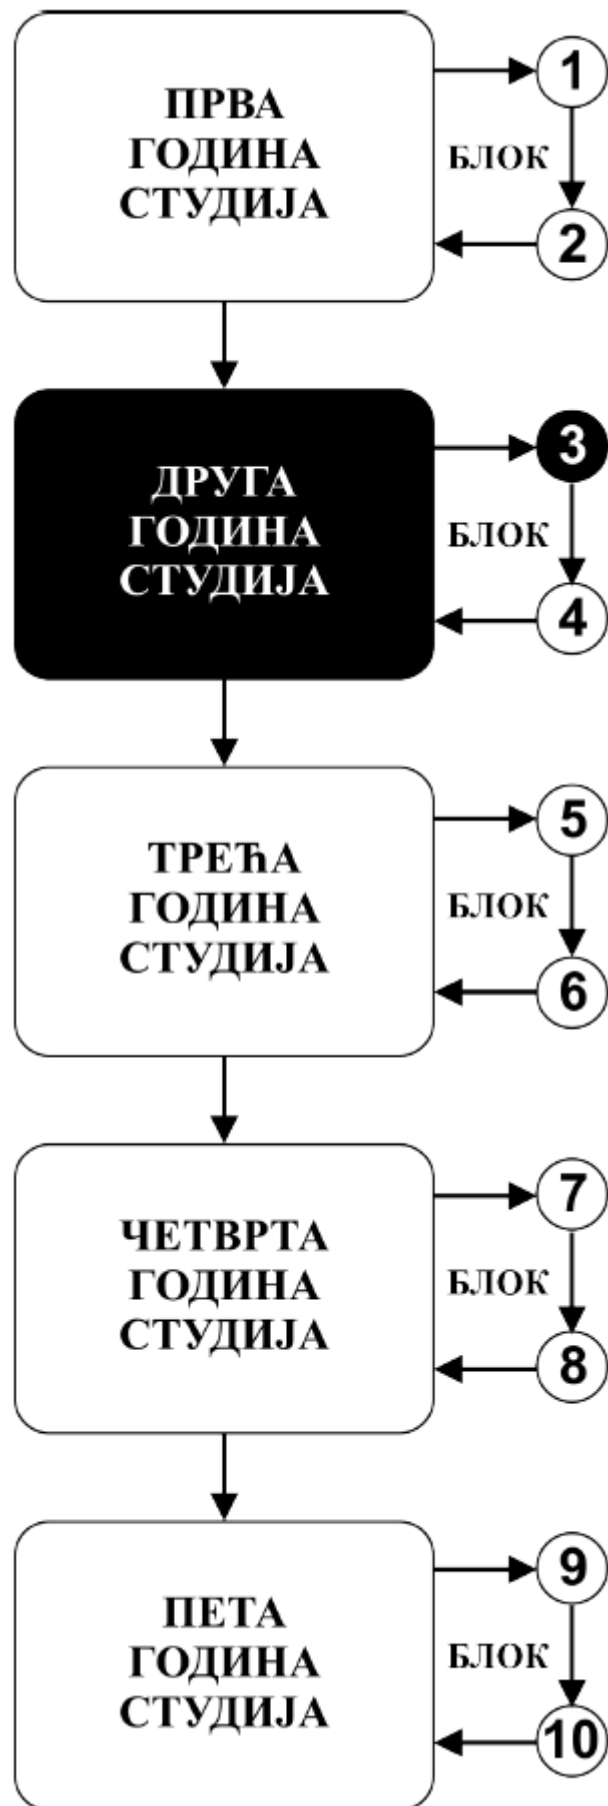 ПРВА
ГОДИНА
СТУДИЈА
1
БЛОК
2
ДРУГА
ГОДИНА
СТУДИЈА
3
БЛОК
4
ТРЕЋА
ГОДИНА
СТУДИЈА
5
БЛОК
6
ЧЕТВРТА
ГОДИНА
СТУДИЈА
7
БЛОК
8
ПЕТА
ГОДИНА
СТУДИЈА
9
БЛОК
10